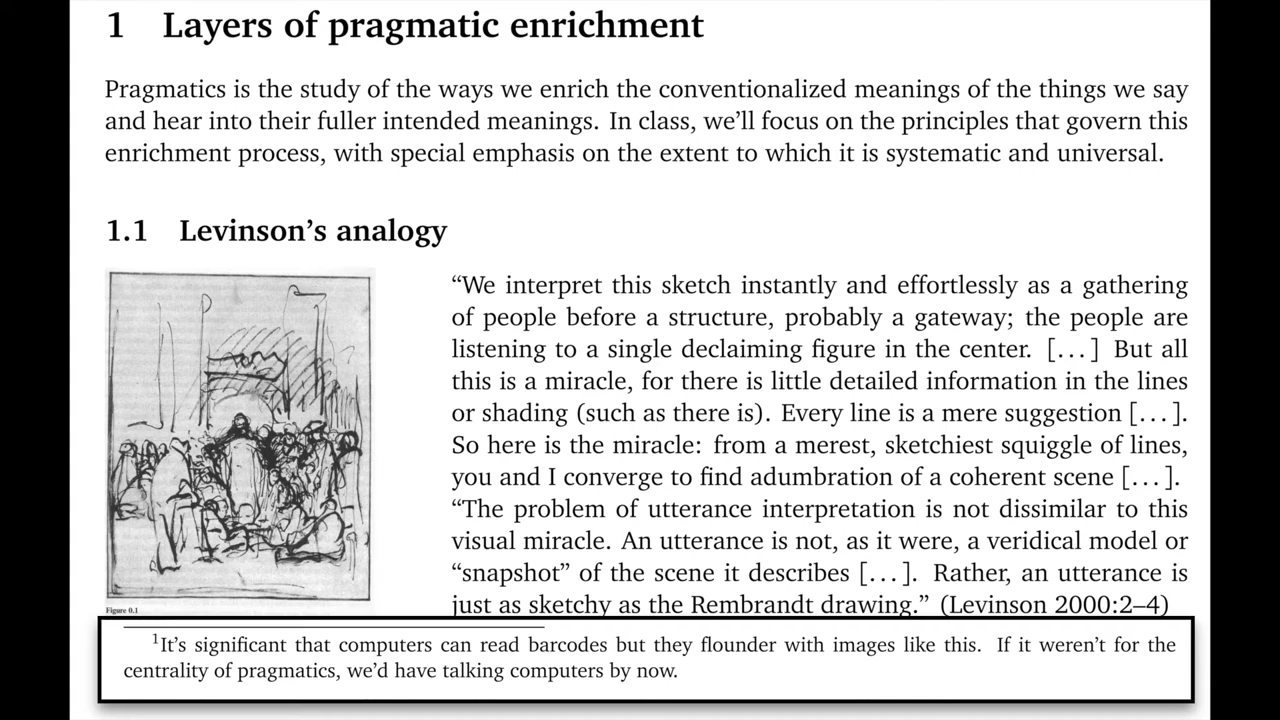 1 Layers of pragmatic enrichment
Pragmatics is the study of the ways we enrich the conventionalized meanings of the things we say
and hear into their fuller intended meanings. In class, we'll focus on the principles that govern this
enrichment process, with special emphasis on the extent to which it is systematic and universal.
1.1 Levinson's analogy
“We interpret this sketch instantly and effortlessly as a gathering
of people before a structure, probably a gateway; the people are
listening to a single declaiming figure in the center. [...] But all
this is a miracle, for there is little detailed information in the lines
or shading (such as there is). Every line is a mere suggestion [...].
So here is the miracle: from a merest, sketchiest squiggle of lines,
you and I converge to find adumbration of a coherent scene [...].
“The problem of utterance interpretation is not dissimilar to this
visual miracle. An utterance is not, as it were, a veridical model or
“snapshot” of the scene it describes [...]. Rather, an utterance is
just as sketchy as the Rembrandt drawing.” (Levinson 2000:2–4)
Figure 0.1
¹It's significant that computers can read barcodes but they flounder with images like this. If it weren't for the
centrality of pragmatics, we'd have talking computers by now.